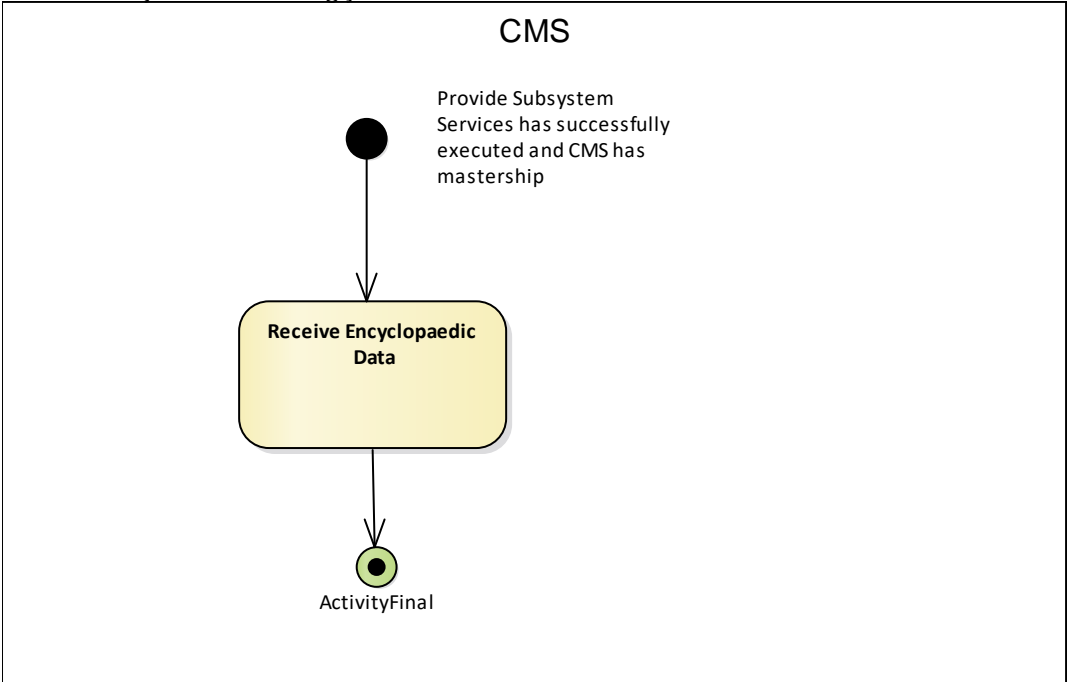 CMS
Provide Subsystem
Services has successfully
executed and CMS has
mastership
Receive Encyclopaedic
Data
ActivityFinal